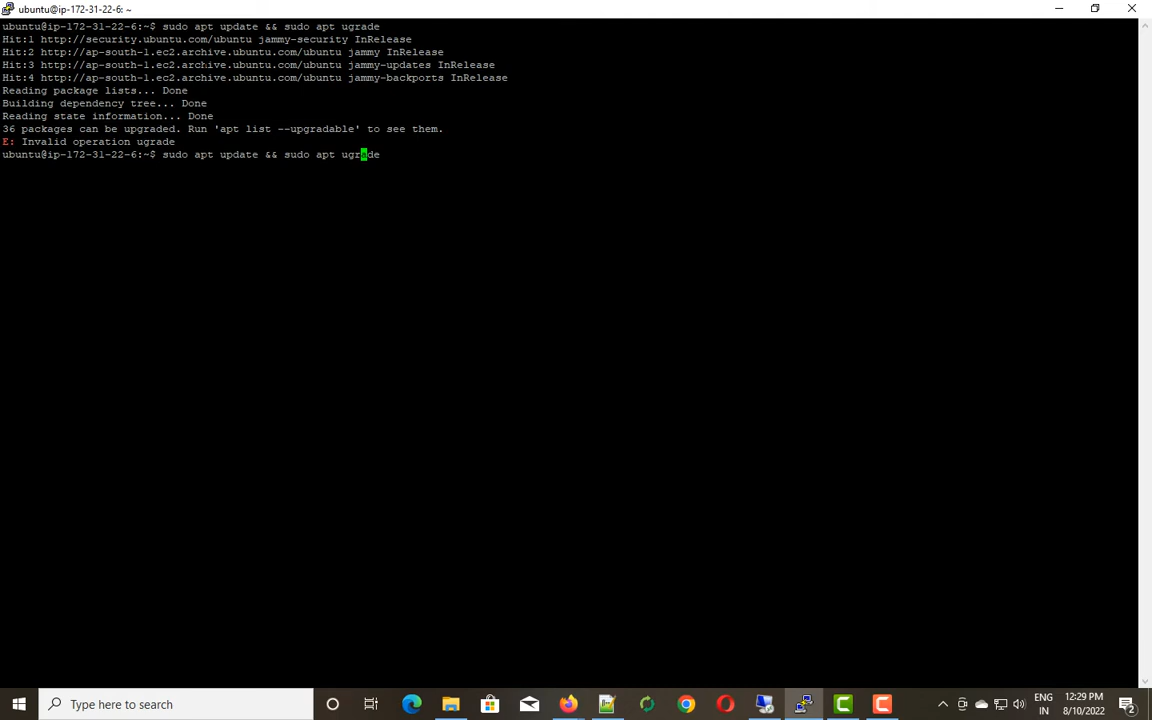 ubuntu@ip-172-31-22-6: ~
ubuntu@ip-172-31-22-6:~$ sudo apt update && sudo apt ugrade
Hit:1 http://security.ubuntu.com/ubuntu jammy-security InRelease
Hit:2 http://ap-south-1.ec2.archive.ubuntu.com/ubuntu jammy InRelease
Hit:3 http://ap-south-1.ec2.archive.ubuntu.com/ubuntu jammy-updates InRelease
Hit:4 http://ap-south-1.ec2.archive.ubuntu.com/ubuntu jammy-backports InRelease
Reading package lists... Done
Building dependency tree... Done
Reading state information... Done
36 packages can be upgraded. Run 'apt list --upgradable' to see them.
E: Invalid operation ugrade
ubuntu@ip-172-31-22-6:~$ sudo apt update && sudo apt ugrade
Type here to search
ENG
IN
12:29 PM
8/10/2022
2